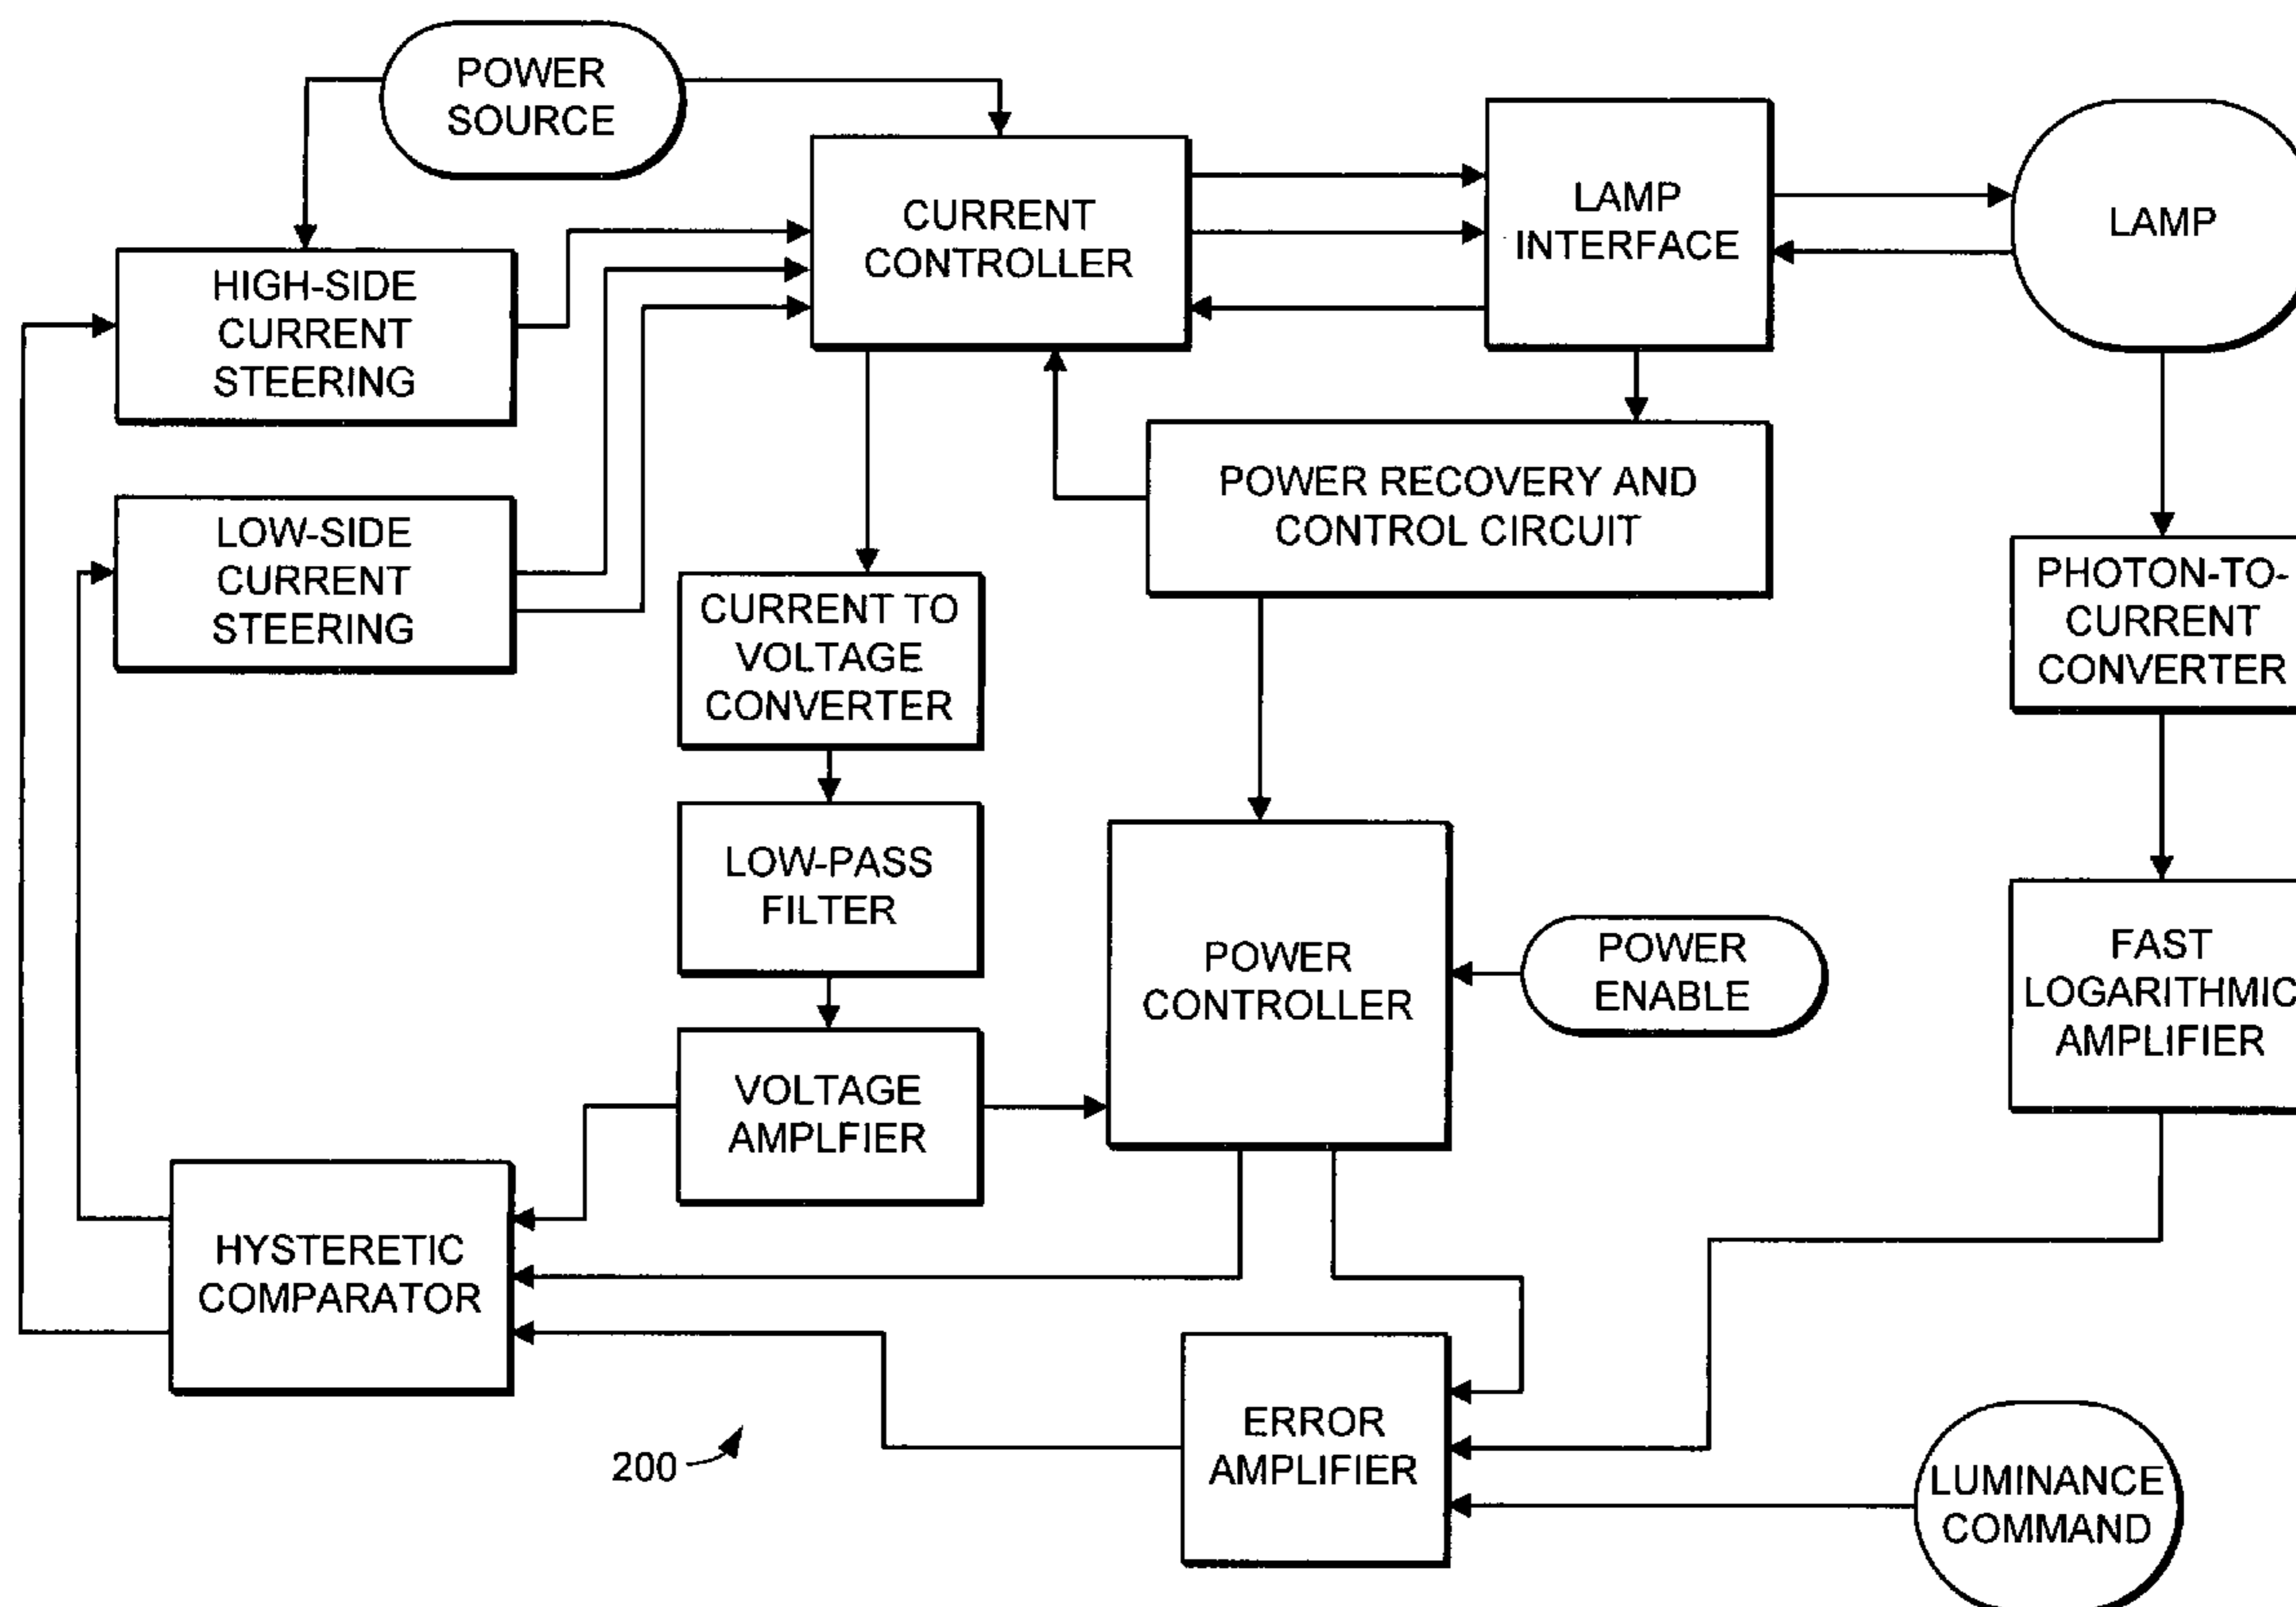 POWER
SOURCE
CURRENT
CONTROLLER
LAMP
INTERFACE
LAMP
HIGH-SIDE
CURRENT
STEERING
LOW-SIDE
CURRENT
STEERING
POWER RECOVERY AND
CONTROL CIRCUIT
CURRENT TO
VOLTAGE
CONVERTER
PHOTON-TO-
CURRENT
CONVERTER
LOW-PASS
FILTER
POWER
CONTROLLER
POWER
ENABLE
FAST
LOGARITHMIC
AMPLIFIER
VOLTAGE
AMPLFIER
HYSTERETIC
COMPARATOR
ERROR
AMPLIFIER
LUMINANCE
COMMAND
200